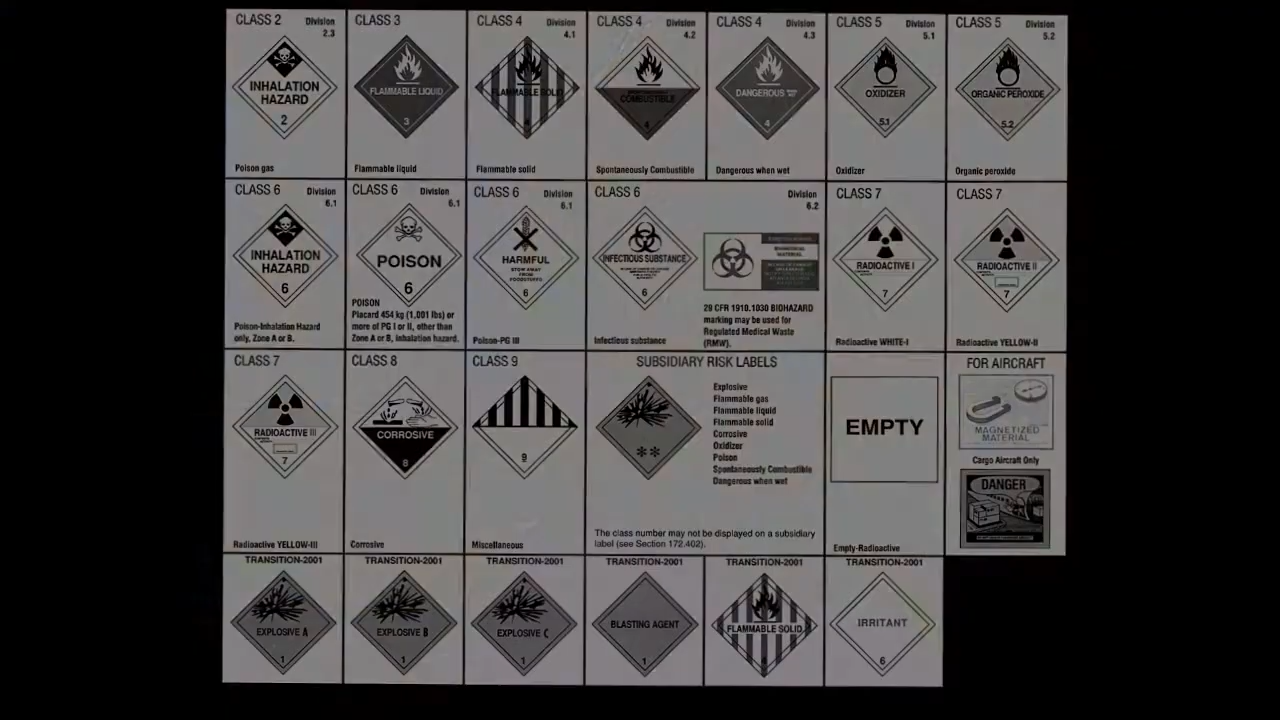 CLASS 2
Division
2.3
INHALATION
HAZARD
2
Poison gas
CLASS 3
FLAMMABLE LIQUID
3
Flammable liquid
CLASS 4
Division
4.1
FLAMMABLE SOLID
4
Flammable solid
CLASS 4
Division
4.2
COMBUSTIBLE
4
Spontaneously Combustible
CLASS 4
Division
4.3
DANGEROUS
4
Dangerous when wet
CLASS 5
Division
5.1
OXIDIZER
5.1
Oxidizer
CLASS 5
Division
5.2
ORGANIC PEROXIDE
5.2
Organic peroxide
CLASS 6
Division
6.1
INHALATION
HAZARD
6
Poison-Inhalation Hazard
only, Zone A or B.
CLASS 6
Division
6.1
POISON
6
POISON
Placard 454 kg (1,001 lbs) or
more of PG I or II, other than
Zone A or B, inhalation hazard.
CLASS 6
Division
6.1
HARMFUL
STOW AWAY
FROM
FOODSTUFFS
6
Poison-PG III
CLASS 6
Division
6.2
INFECTIOUS SUBSTANCE
6
Infectious substance
29 CFR 1910.1030 BIOHAZARD
marking may be used for
Regulated Medical Waste
(RMW).
CLASS 7
RADIOACTIVE I
7
Radioactive WHITE-I
CLASS 7
RADIOACTIVE II
7
Radioactive YELLOW-II
CLASS 7
RADIOACTIVE III
7
Radioactive YELLOW-III
CLASS 8
CORROSIVE
8
Corrosive
CLASS 9
9
Miscellaneous
SUBSIDIARY RISK LABELS
**
Explosive
Flammable gas
Flammable liquid
Flammable solid
Corrosive
Oxidizer
Poison
Spontaneously Combustible
Dangerous when wet
The class number may not be displayed on a subsidiary
label (see Section 172.402).
EMPTY
Empty-Radioactive
FOR AIRCRAFT
MAGNETIZED
MATERIAL
Cargo Aircraft Only
DANGER
TRANSITION-2001
EXPLOSIVE A
1
TRANSITION-2001
EXPLOSIVE B
1
TRANSITION-2001
EXPLOSIVE C
1
TRANSITION-2001
BLASTING AGENT
1
TRANSITION-2001
FLAMMABLE SOLID
TRANSITION-2001
IRRITANT
6